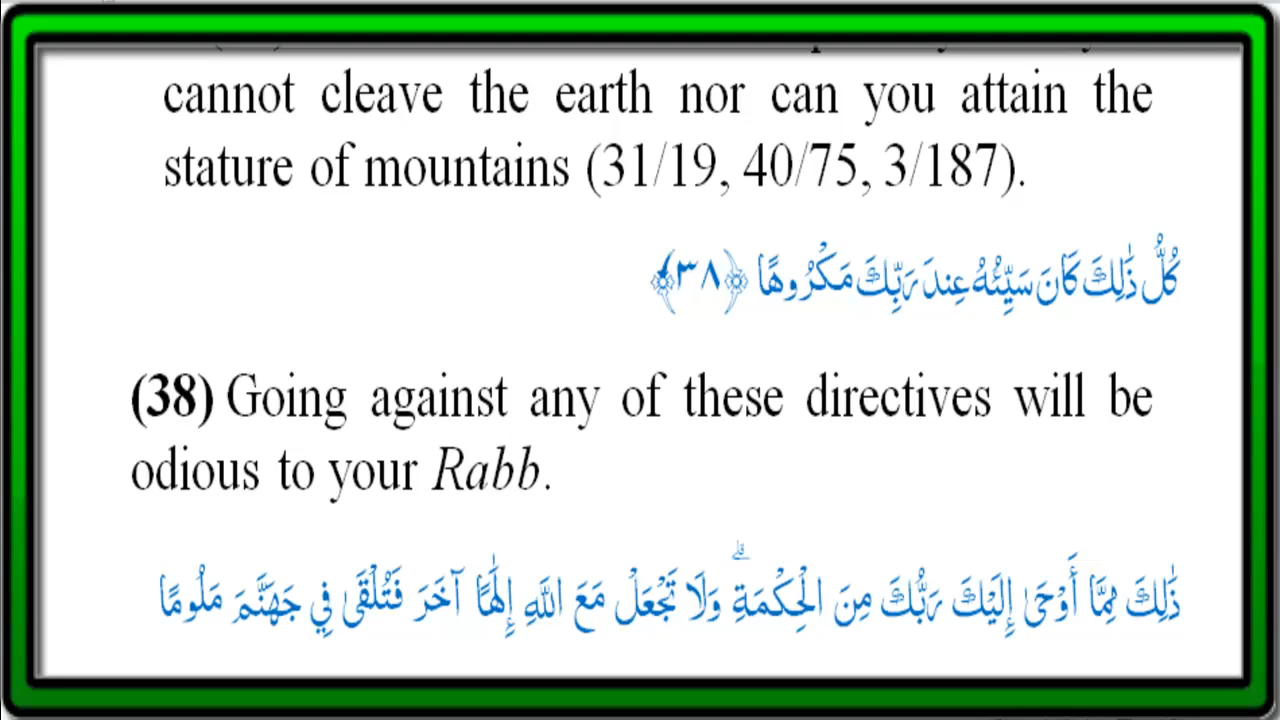 cannot cleave the earth nor can you attain the
stature of mountains (31/19, 40/75, 3/187).
كُلُّ ذَٰلِكَ كَانَ سَيِّئُهُ عِندَ رَبِّكَ مَكْرُوهًا ﴿٣٨﴾
(38) Going against any of these directives will be
odious to your Rabb.
ذَٰلِكَ مِمَّا أَوْحَىٰ إِلَيْكَ رَبُّكَ مِنَ الْحِكْمَةِ ۗ وَلَا تَجْعَلْ مَعَ اللَّهِ إِلَٰهًا آخَرَ فَتُلْقَىٰ فِي جَهَنَّمَ مَلُومًا